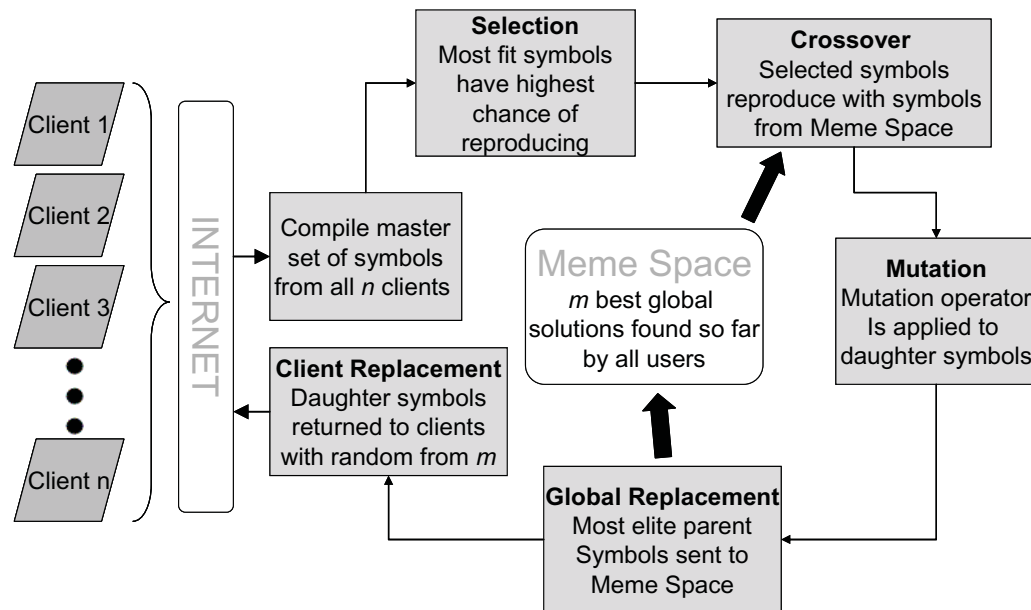 Client 1
Client 2
Client 3
Client n
INTERNET
Compile master
set of symbols
from all n clients
Selection
Most fit symbols
have highest
chance of
reproducing
Crossover
Selected symbols
reproduce with symbols
from Meme Space
Mutation
Mutation operator
Is applied to
daughter symbols
Meme Space
m best global
solutions found so far
by all users
Global Replacement
Most elite parent
Symbols sent to
Meme Space
Client Replacement
Daughter symbols
returned to clients
with random from m